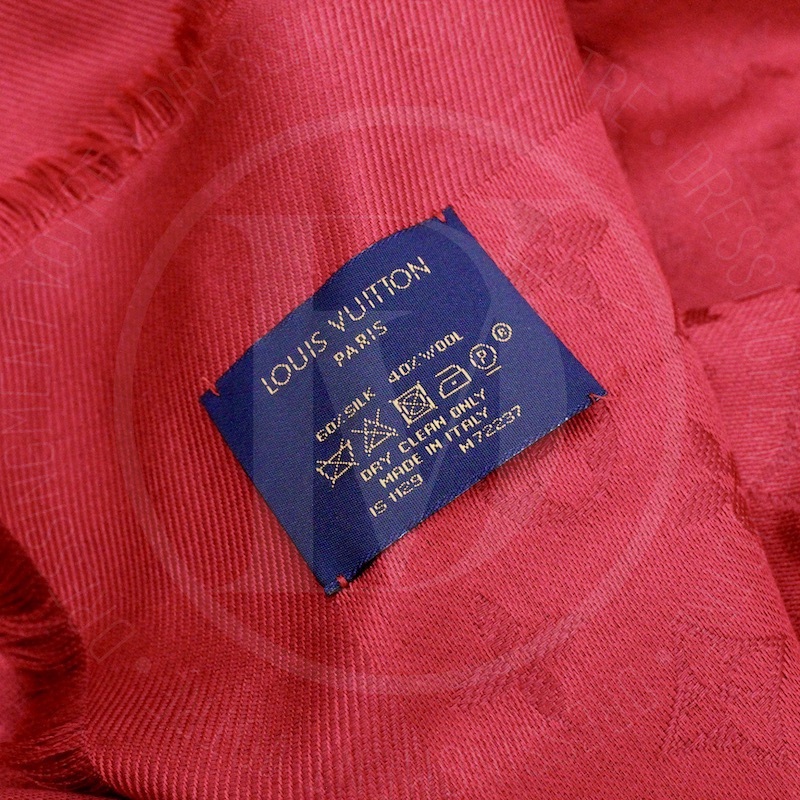 LOUIS VUITTON
PARIS
60% SILK 40% WOOL
P
DRY CLEAN ONLY
MADE IN ITALY
IS 1129 M72237